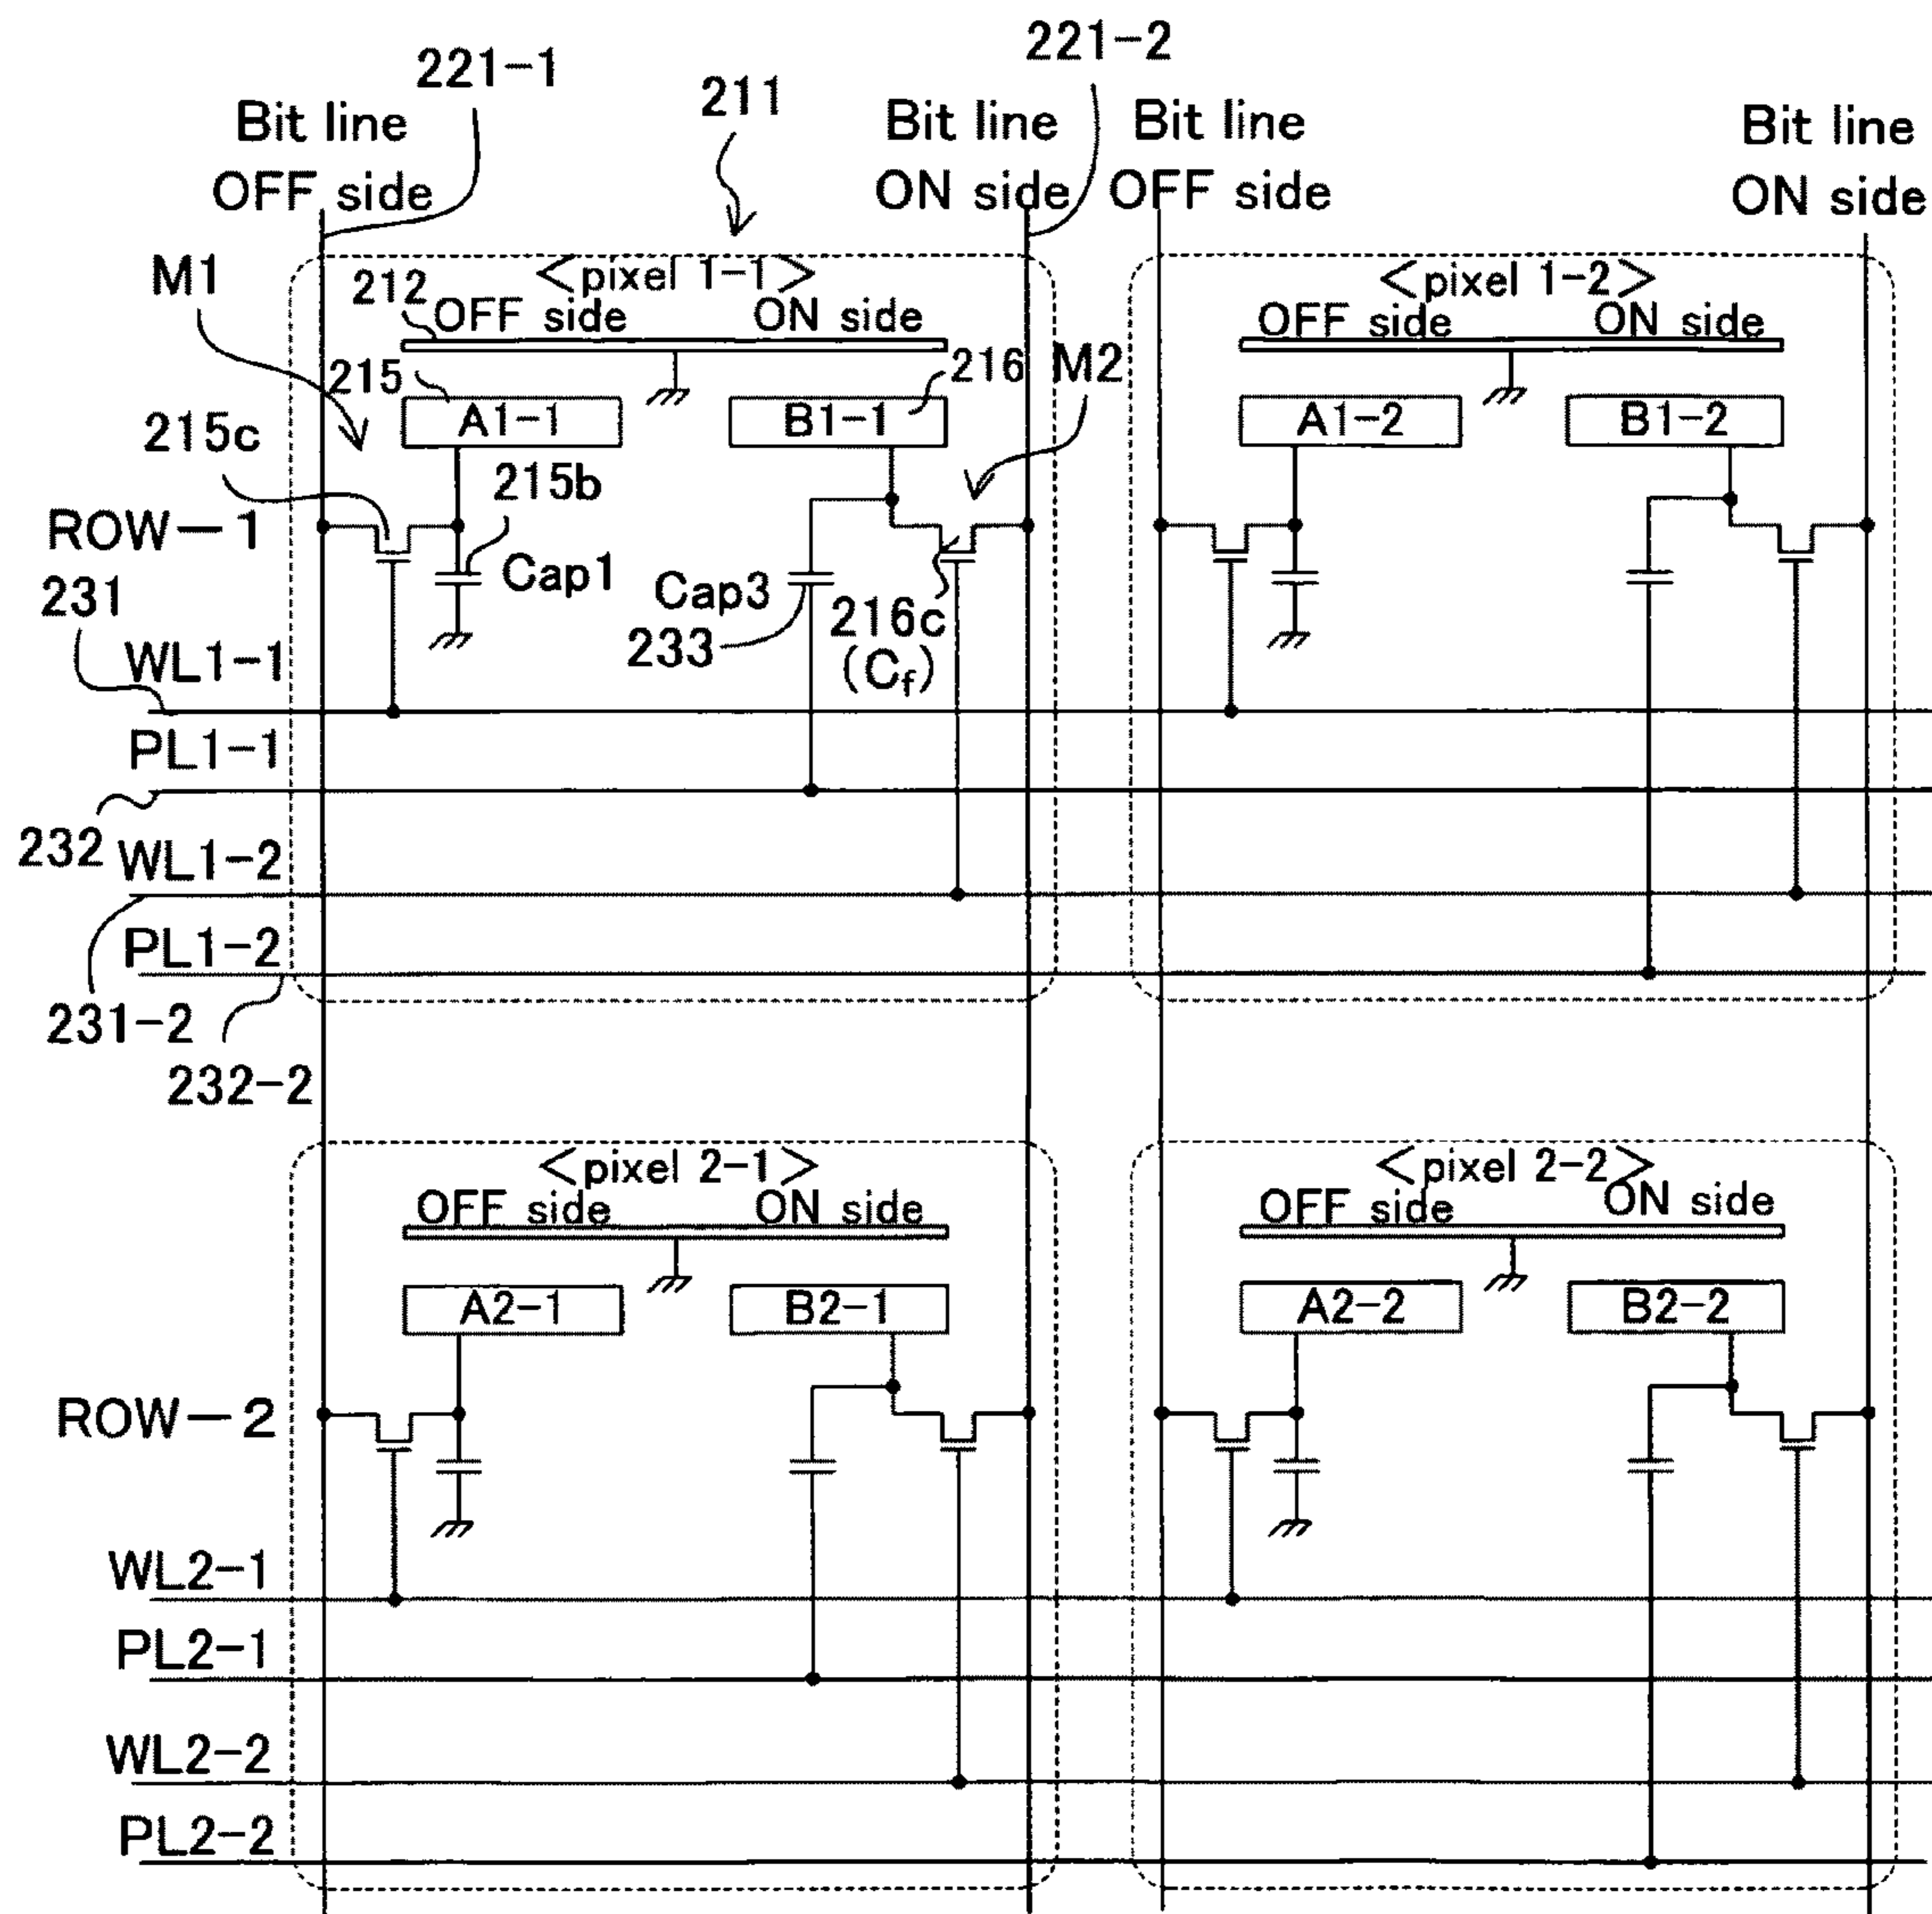 221-1
221-2
211
Bit line
OFF side
Bit line
ON side
Bit line
OFF side
Bit line
ON side
M1
212
<pixel 1-1>
OFF side
ON side
<pixel 1-2>
OFF side
ON side
215
216
M2
A1-1
B1-1
A1-2
B1-2
215c
215b
ROW-1
Cap1
Cap3
231
233
216c
(Cf)
WL1-1
PL1-1
232
WL1-2
PL1-2
231-2
232-2
<pixel 2-1>
OFF side
ON side
<pixel 2-2>
OFF side
ON side
A2-1
B2-1
A2-2
B2-2
ROW-2
WL2-1
PL2-1
WL2-2
PL2-2